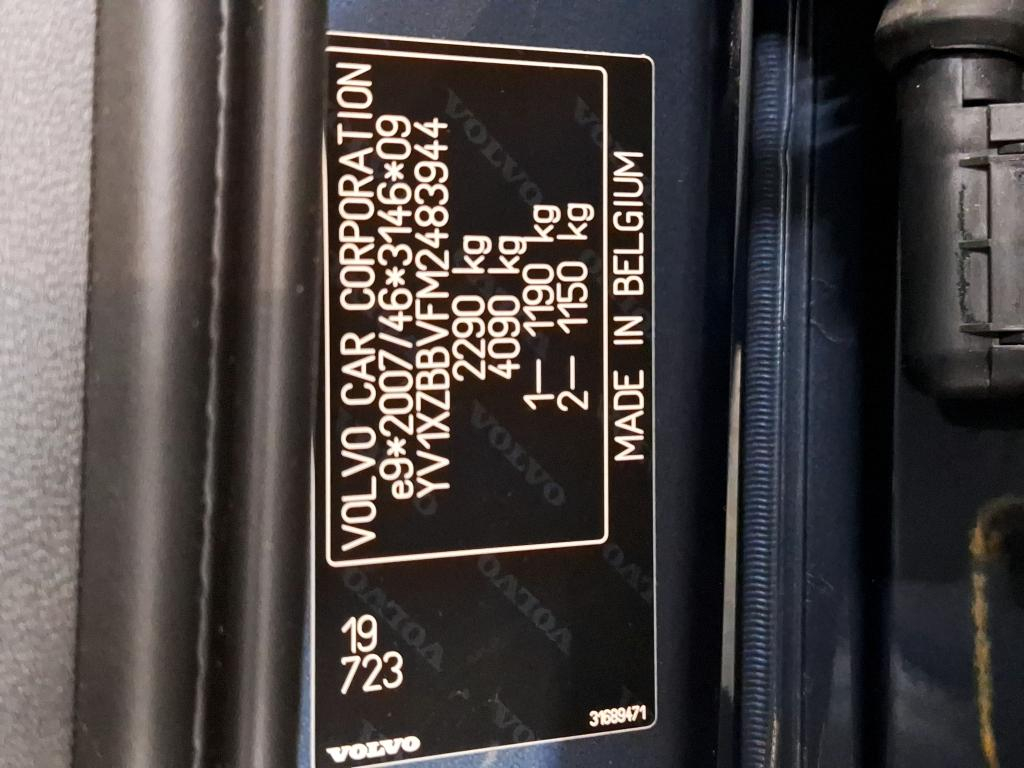 VOLVO CAR CORPORATION
e9*2007/46*3146*09
YV1XZBBVFM2483944
2290 kg
4090 kg
1— 1190 kg
2— 1150 kg
MADE IN BELGIUM
19
723
VOLVO
31689471